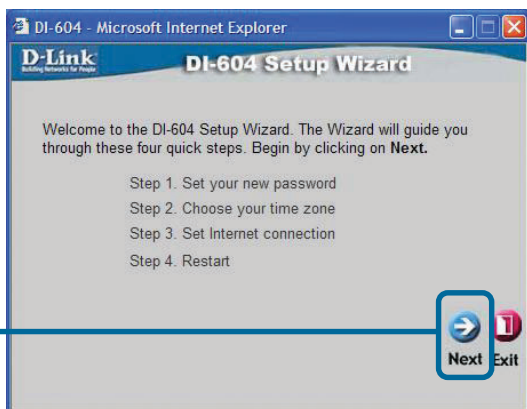 DI-604 - Microsoft Internet Explorer
D-Link
Building Networks for People
DI-604 Setup Wizard
Welcome to the DI-604 Setup Wizard. The Wizard will guide you
through these four quick steps. Begin by clicking on Next.
Step 1. Set your new password
Step 2. Choose your time zone
Step 3. Set Internet connection
Step 4. Restart
Next Exit